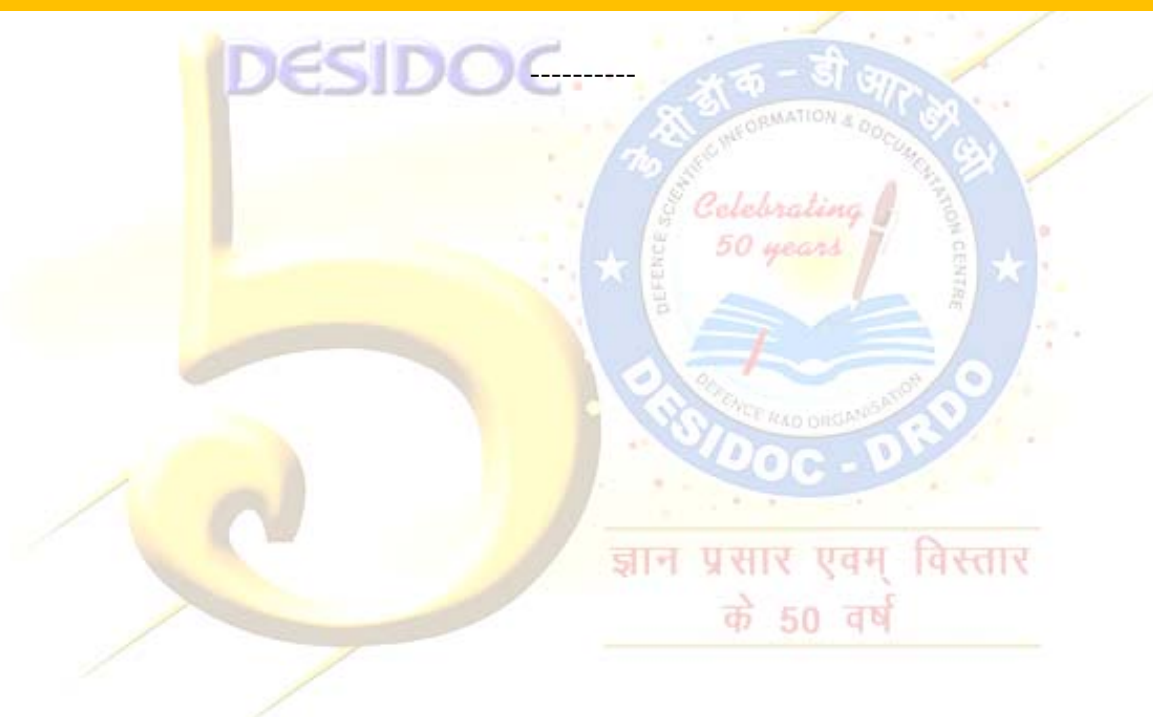 DESIDOC
----------
डेसीडॉक - डी आर डी ओ
DEFENCE SCIENTIFIC INFORMATION & DOCUMENTATION CENTRE
Celebrating
50 years
DEFENCE R&D ORGANISATION
DESIDOC - DRDO
ज्ञान प्रसार एवम् विस्तार
के 50 वर्ष